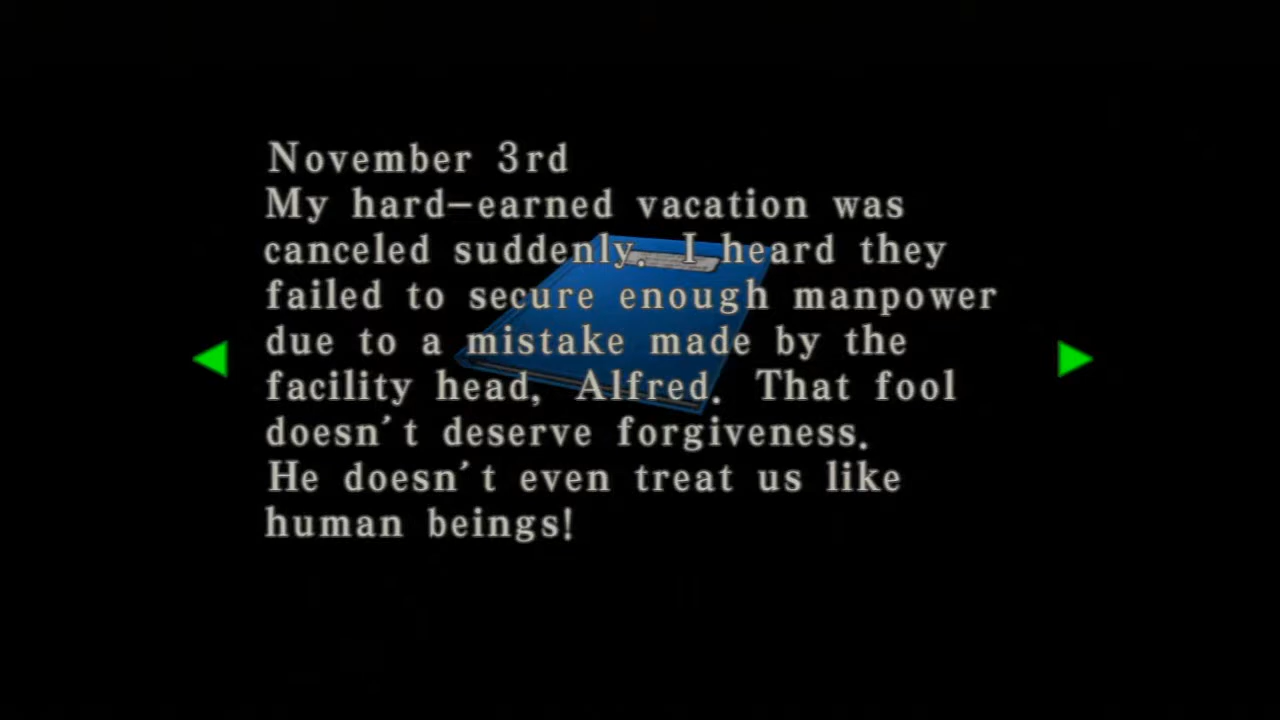 November 3rd
My hard-earned vacation was
canceled suddenly. I heard they
failed to secure enough manpower
due to a mistake made by the
facility head, Alfred. That fool
doesn't deserve forgiveness.
He doesn't even treat us like
human beings!